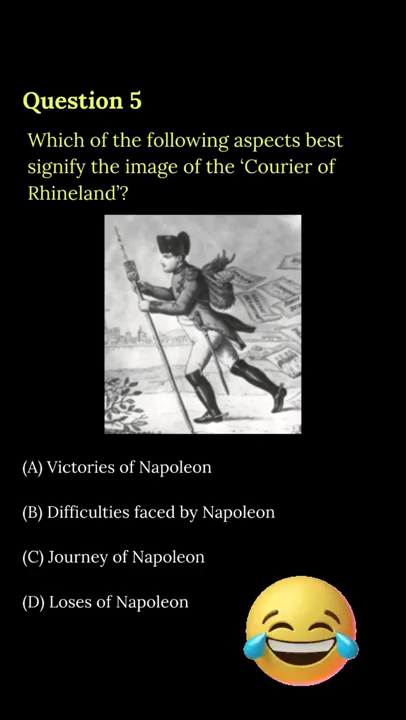 Question 5
Which of the following aspects best
signify the image of the ‘Courier of
Rhineland’?
(A) Victories of Napoleon
(B) Difficulties faced by Napoleon
(C) Journey of Napoleon
(D) Loses of Napoleon